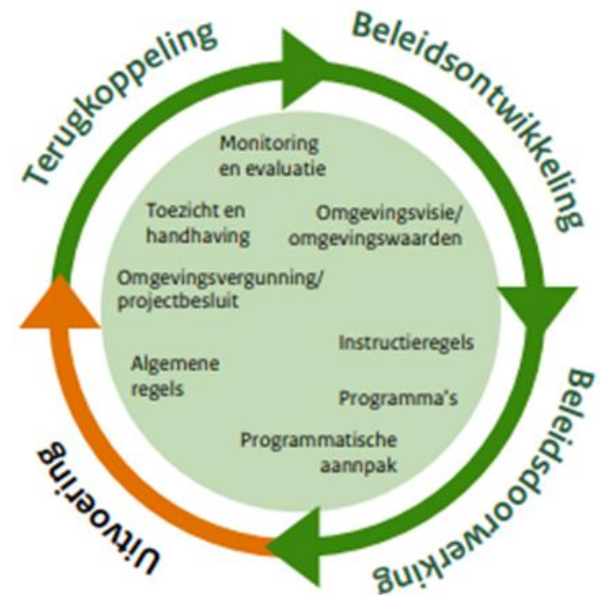 Terugkoppeling
Beleidsontwikkeling
Monitoring
en evaluatie
Toezicht en
handhaving
Omgevingsvisie/
omgevingswaarden
Omgevingsvergunning/
projectbesluit
Instructieregels
Algemene
regels
Programma's
Programmatische
aannpak
Uitvoering
Beleidsdoorwerking